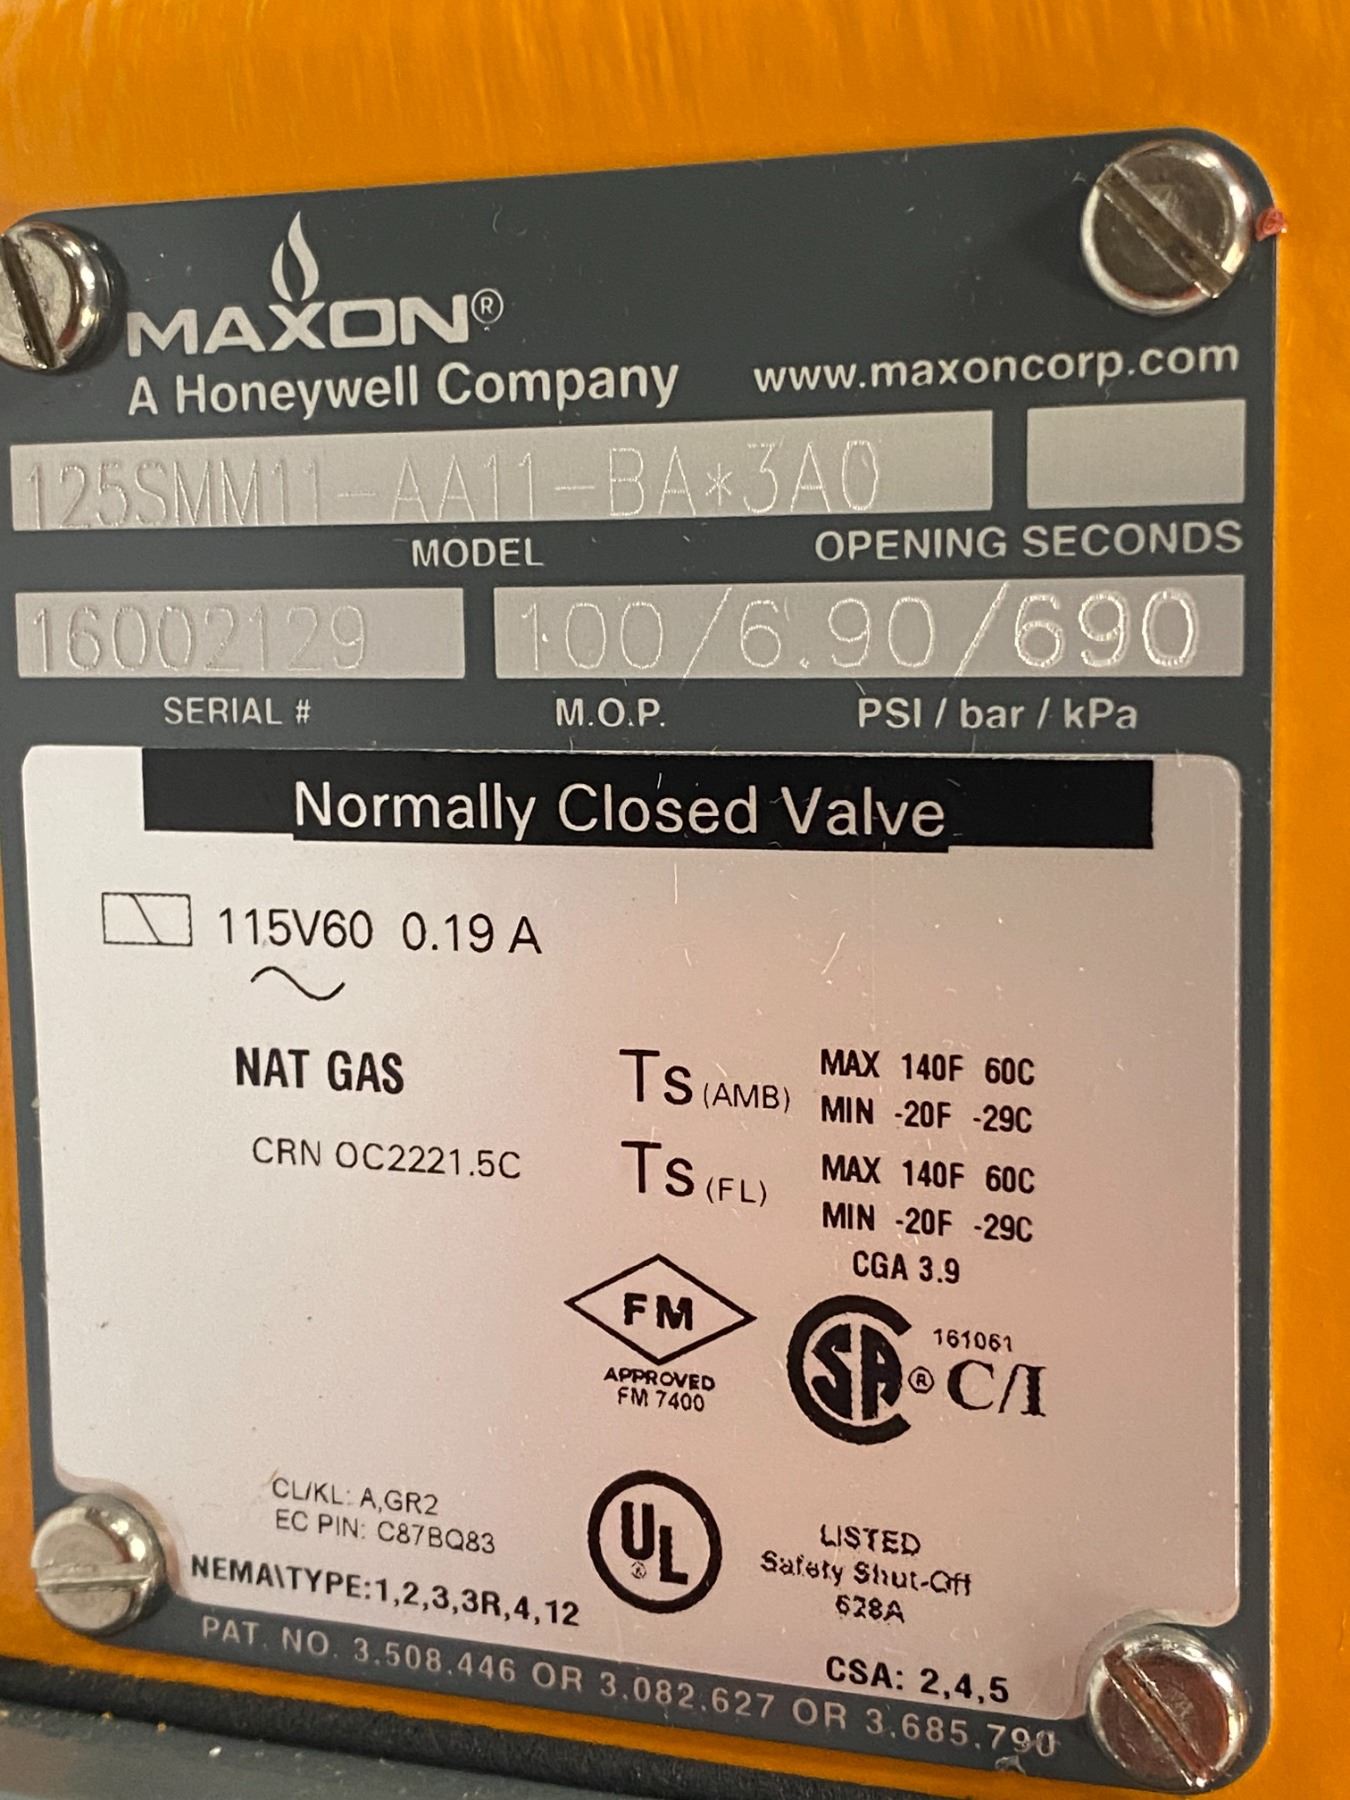 MAXON®
A Honeywell Company www.maxoncorp.com
125SMM11-AA11-BA*3A0
MODEL OPENING SECONDS
16002129 100/6.90/690
SERIAL # M.O.P. PSI / bar / kPa
Normally Closed Valve
115V60 0.19 A
NAT GAS
Ts (AMB) MAX 140F 60C
MIN -20F -29C
CRN OC2221.5C
Ts (FL) MAX 140F 60C
MIN -20F -29C
CGA 3.9
FM
APPROVED
FM 7400
161061
CSA® C/I
CL/KL: A,GR2
EC PIN: C87BQ83
NEMA\TYPE:1,2,3,3R,4,12
UL®
LISTED
Safety Shut-Off
628A
CSA: 2,4,5
PAT. NO. 3.508.446 OR 3.082.627 OR 3.685.790